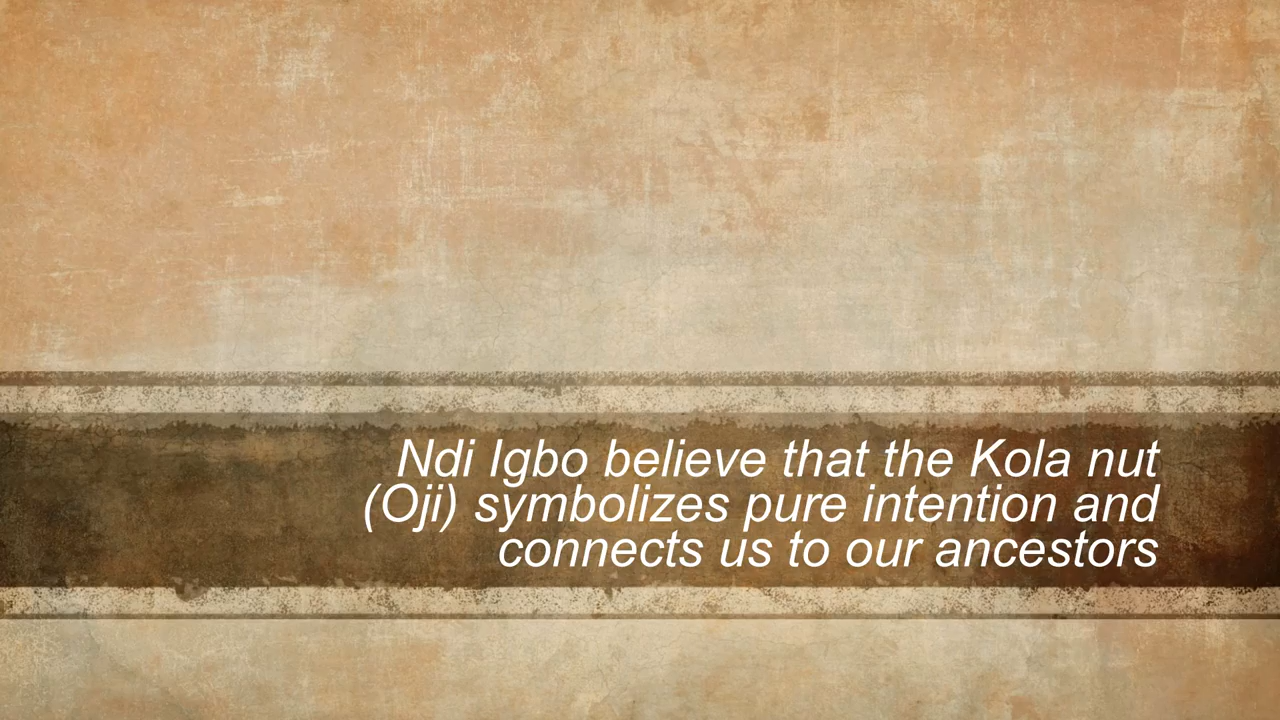 Ndi Igbo believe that the Kola nut
(Oji) symbolizes pure intention and
connects us to our ancestors